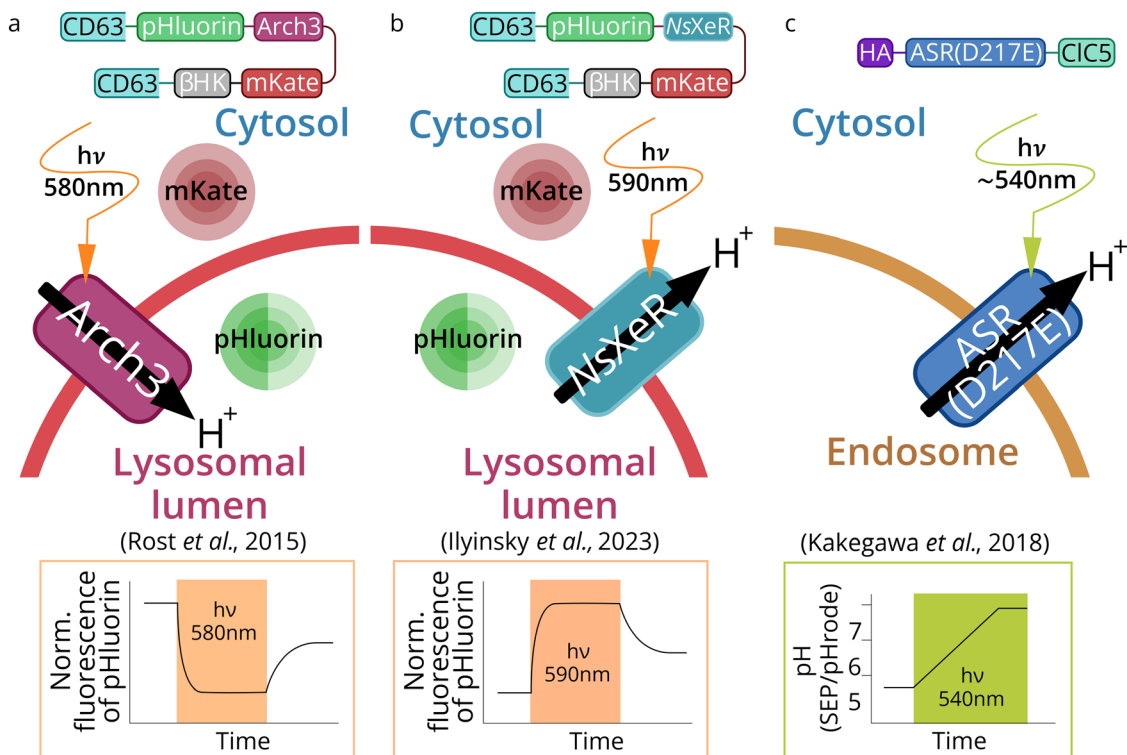 a
CD63 pHluorin Arch3
CD63 βHK mKate
Cytosol
hν
580nm
mKate
Arch3
pHluorin
H+
Lysosomal
lumen
(Rost et al., 2015)
Norm.
fluorescence
of pHluorin
hν
580nm
Time
b
CD63 pHluorin NsXeR
CD63 βHK mKate
Cytosol
hν
590nm
mKate
H+
pHluorin
NsXeR
Lysosomal
lumen
(Ilyinsky et al., 2023)
Norm.
fluorescence
of pHluorin
hν
590nm
Time
c
HA ASR(D217E) ClC5
Cytosol
hν
~540nm
H+
ASR
(D217E)
Endosome
(Kakegawa et al., 2018)
pH
(SEP/pHrode)
7
6
5
hν
540nm
Time